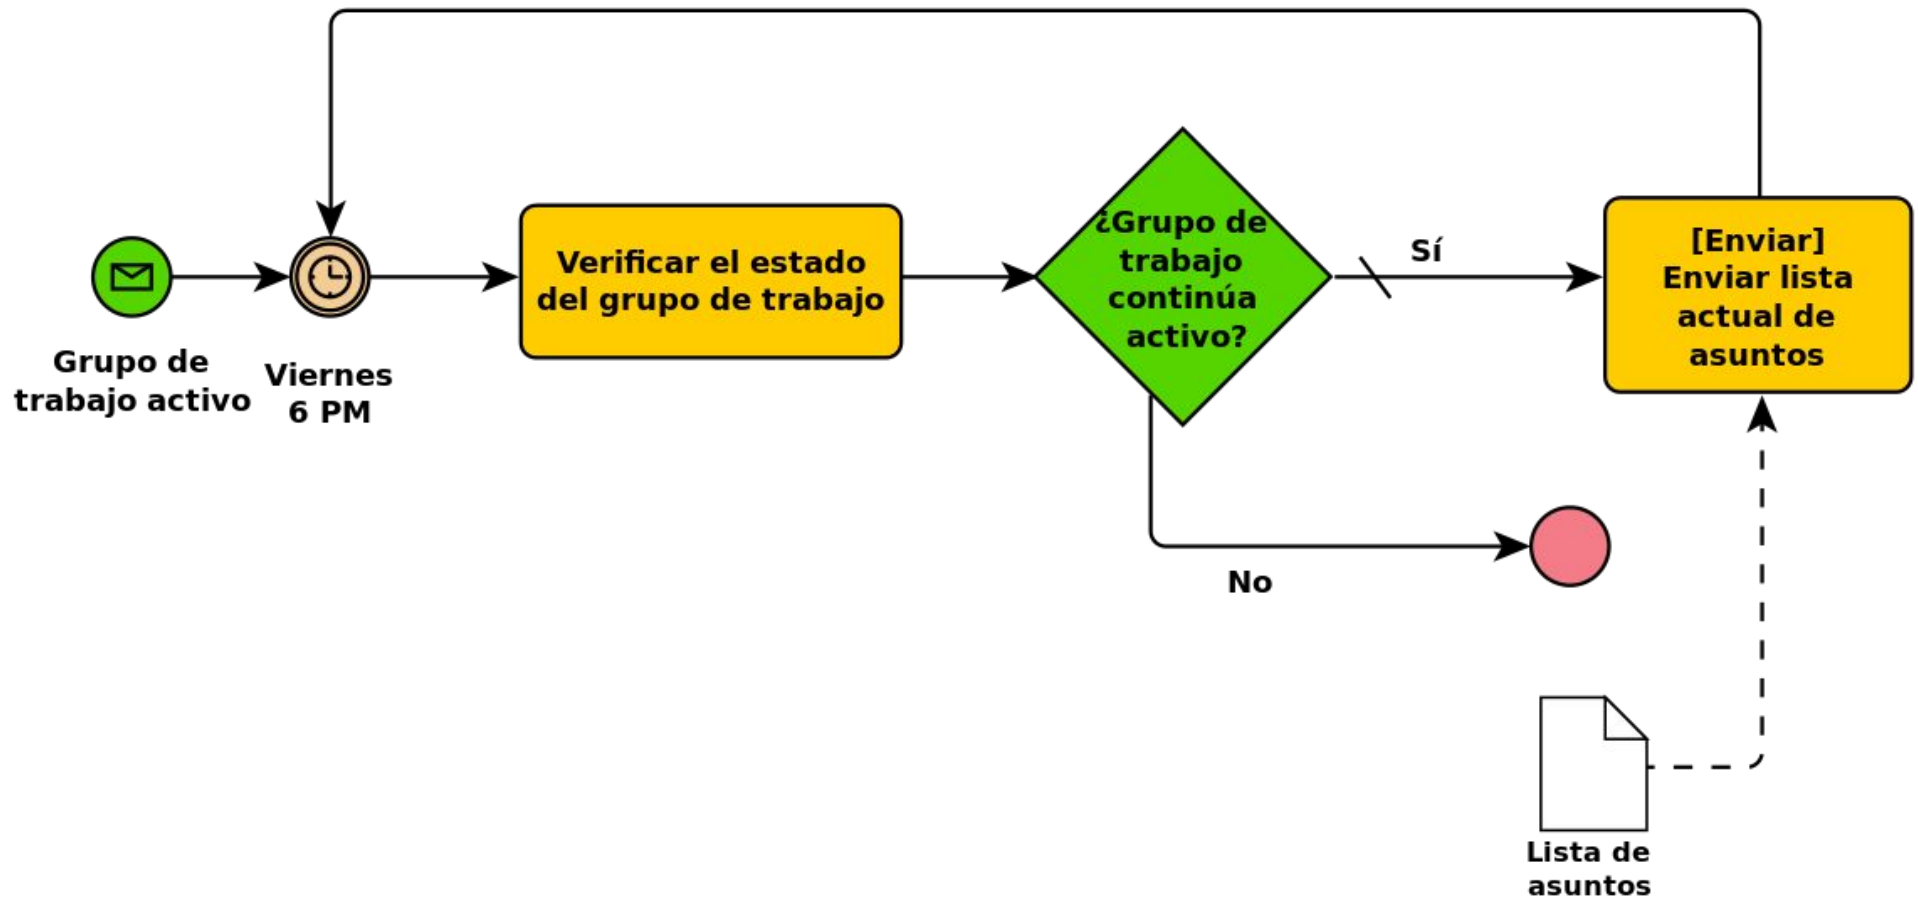 Grupo de
trabajo activo
Viernes
6 PM
Verificar el estado
del grupo de trabajo
¿Grupo de
trabajo
continúa
activo?
Sí
No
[Enviar]
Enviar lista
actual de
asuntos
Lista de
asuntos